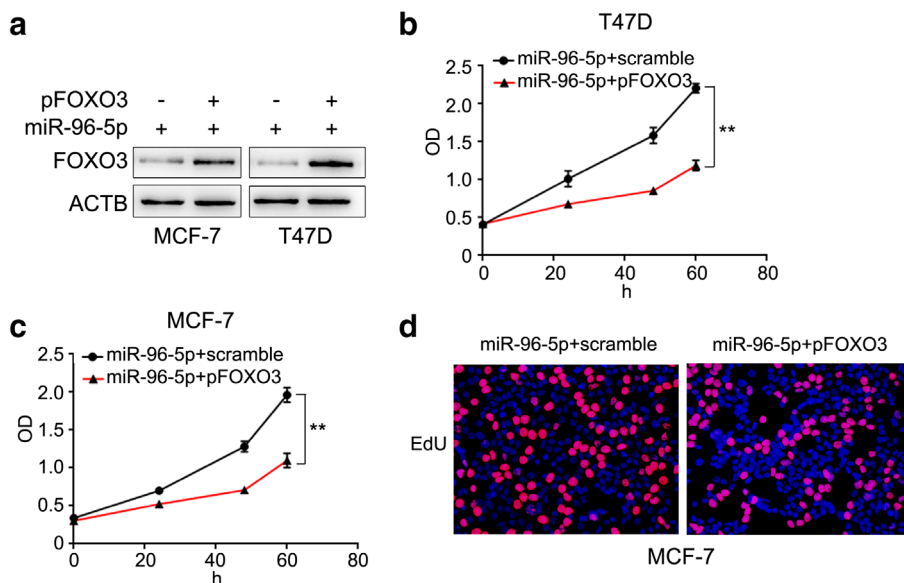 a
pFOXO3 - + - +
miR-96-5p + + + +
FOXO3
ACTB
MCF-7 T47D
b
T47D
miR-96-5p+scramble
miR-96-5p+pFOXO3
2.5
2.0
1.5
1.0
0.5
0
OD
**
0 20 40 60 80
h
c
MCF-7
miR-96-5p+scramble
miR-96-5p+pFOXO3
2.5
2.0
1.5
1.0
0.5
0
OD
**
0 20 40 60 80
h
d
miR-96-5p+scramble miR-96-5p+pFOXO3
EdU
MCF-7